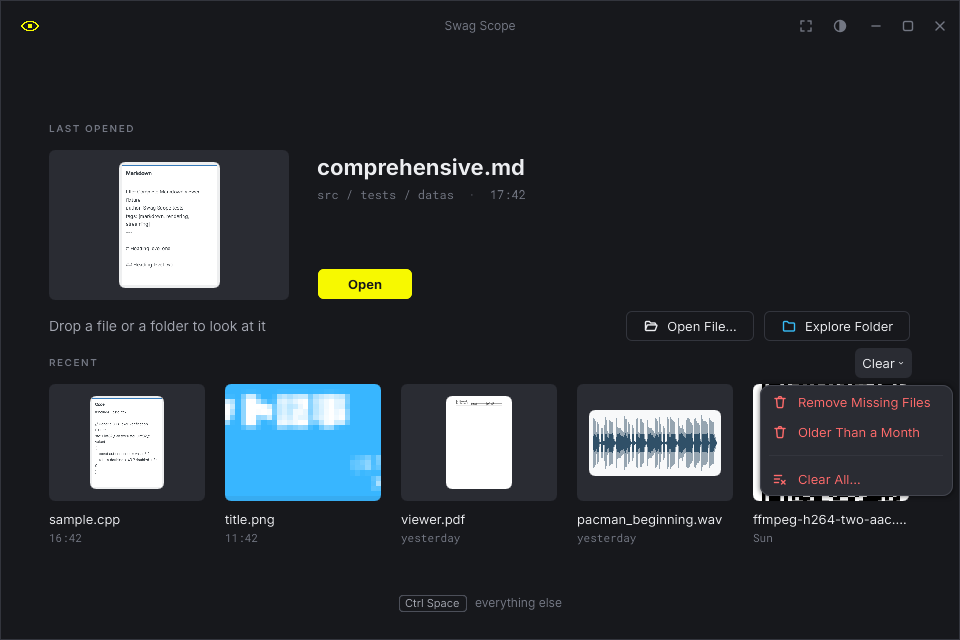 Swag Scope
LAST OPENED
Markdown
comprehensive.md
src / tests / datas · 17:42
Open
Drop a file or a folder to look at it
Open File...
Explore Folder
RECENT
Clear
Remove Missing Files
Older Than a Month
Clear All...
sample.cpp
title.png
viewer.pdf
pacman_beginning.wav
ffmpeg-h264-two-aac....
16:42
11:42
yesterday
yesterday
Sun
Ctrl Space everything else